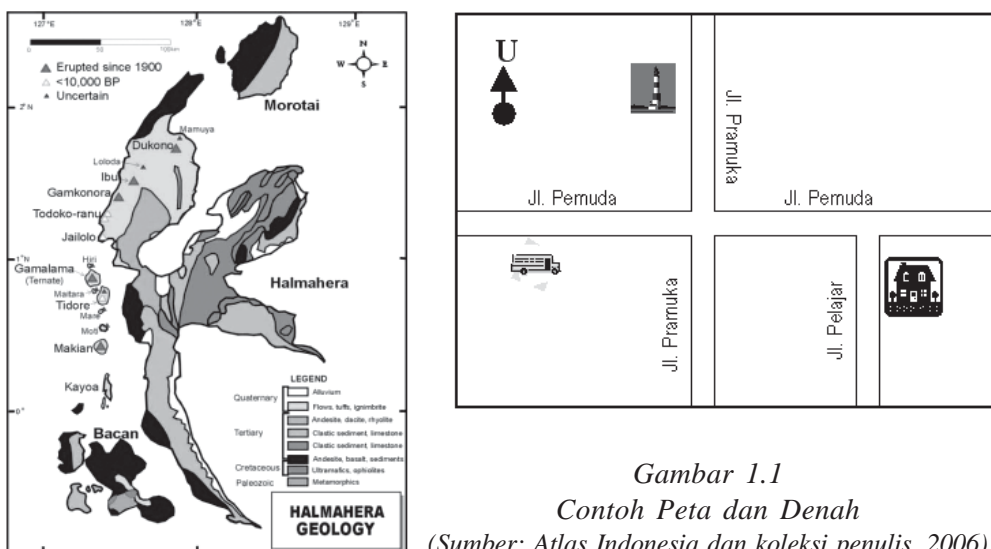 127°E
128°E
129°E
0
50
100km
N
W
E
S
Erupted since 1900
<10,000 BP
Uncertain
Morotai
2°N
Mamuya
Dukono
Loloda
Ibu
Gamkonora
Todoko-ranu
Jailolo
1°N
Hiri
Gamalama
(Ternate)
Halmahera
Maitara
Tidore
Mare
Moti
Makian
Kayoa
0°
Bacan
LEGEND
Quaternary
Alluvium
Flows, tuffs, ignimbrite
Tertiary
Andesite, dacite, rhyolite
Clastic sediment, limestone
Clastic sediment, limestone
Cretaceous
Andesite, basalt, sediments
Ultramafics, ophiolites
Paleozoic
Metamorphics
HALMAHERA
GEOLOGY
U
Jl. Pramuka
Jl. Pemuda
Jl. Pemuda
Jl. Pramuka
Jl. Pelajar
Gambar 1.1
Contoh Peta dan Denah
(Sumber: Atlas Indonesia dan koleksi penulis, 2006)